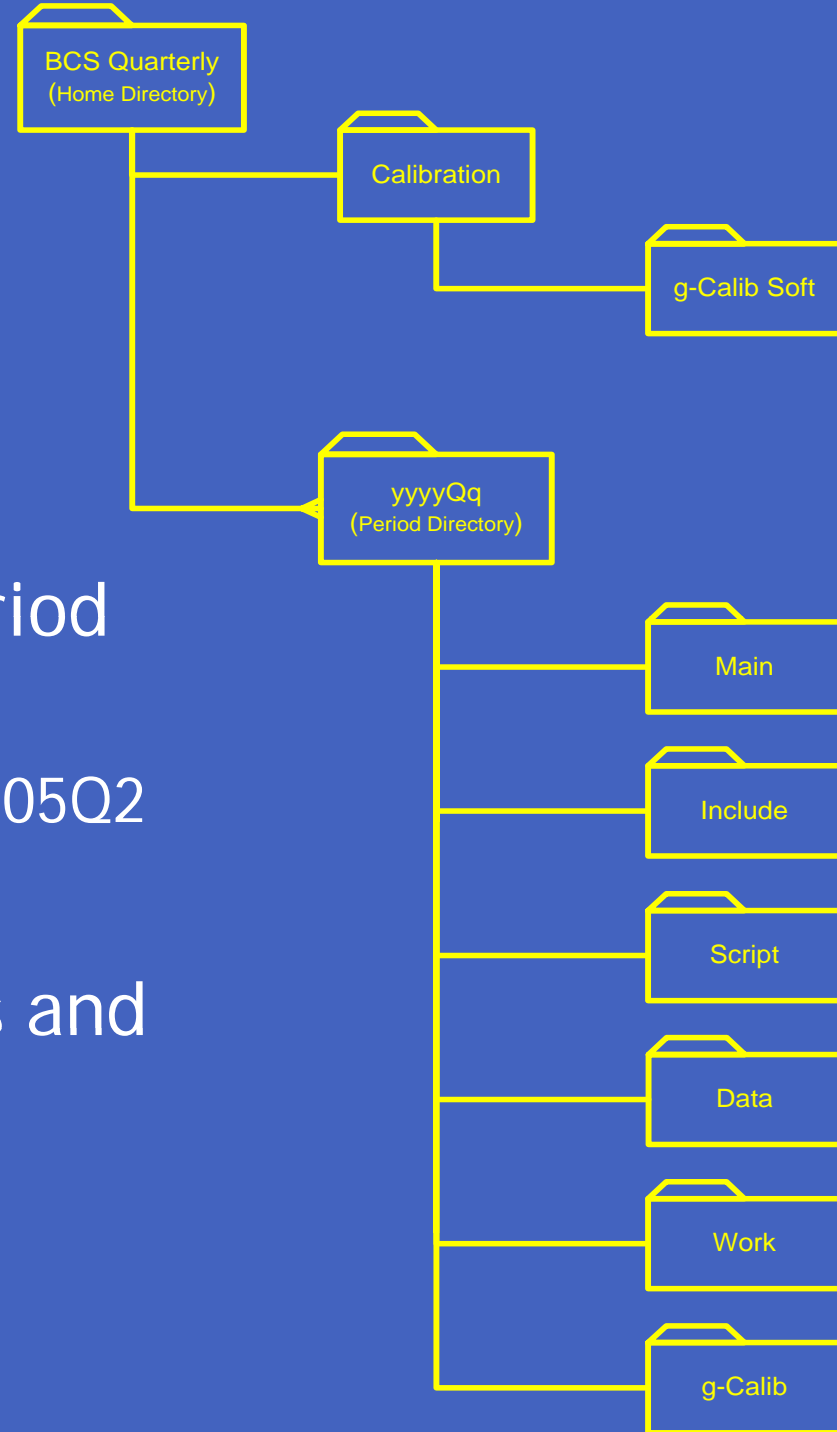 BCS Quarterly
(Home Directory)
Calibration
g-Calib Soft
yyyyQq
(Period Directory)
riod
Main
05Q2
Include
Script
s and
Data
Work
g-Calib